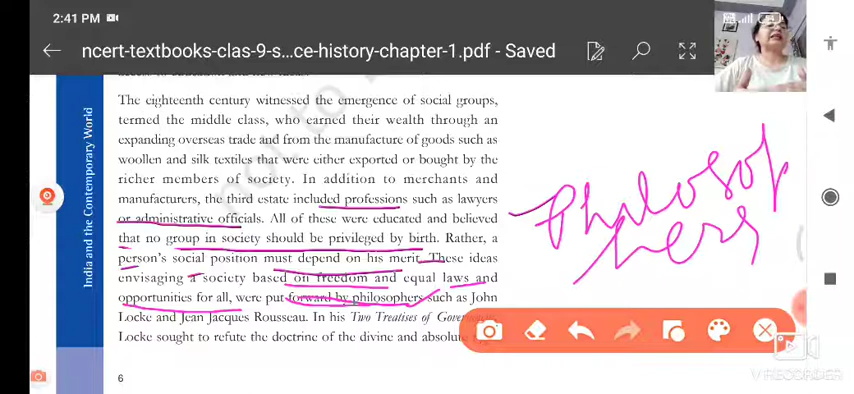 2:41 PM
ncert-textbooks-clas-9-s...ce-history-chapter-1.pdf - Saved
The eighteenth century witnessed the emergence of social groups,
termed the middle class, who earned their wealth through an
expanding overseas trade and from the manufacture of goods such as
woollen and silk textiles that were either exported or bought by the
richer members of society. In addition to merchants and
manufacturers, the third estate included professions such as lawyers
or administrative officials. All of these were educated and believed
that no group in society should be privileged by birth. Rather, a
person's social position must depend on his merit. These ideas
envisaging a society based on freedom and equal laws and
opportunities for all, were put forward by philosophers such as John
Locke and Jean Jacques Rousseau. In his Two Treatises of Government,
Locke sought to refute the doctrine of the divine and absolute
6
India and the Contemporary World
Philosop
hers
VIVO RECORDER